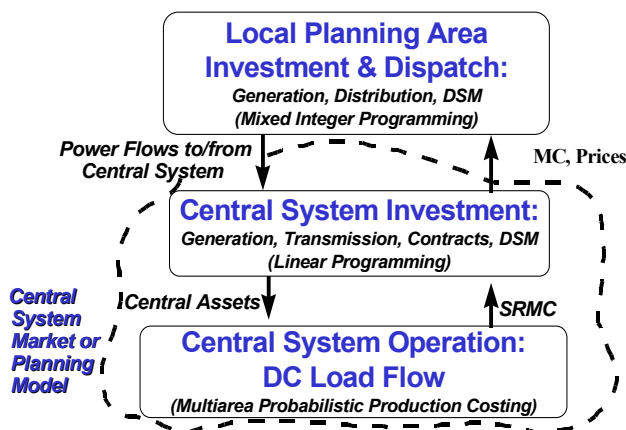 Local Planning Area
Investment & Dispatch:
Generation, Distribution, DSM
(Mixed Integer Programming)
Power Flows to/from
Central System
MC, Prices
Central System Investment:
Generation, Transmission, Contracts, DSM
(Linear Programming)
Central
System
Market or
Planning
Model
Central Assets
SRMC
Central System Operation:
DC Load Flow
(Multiarea Probabilistic Production Costing)